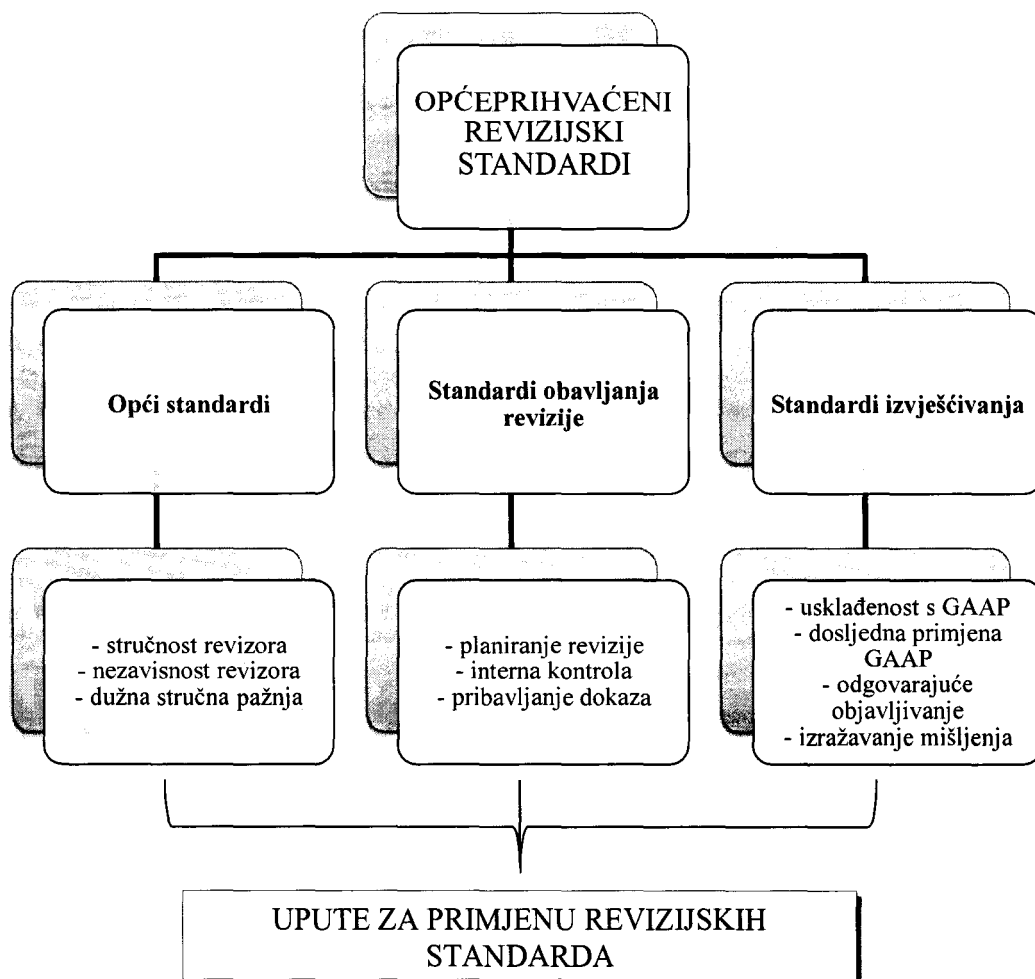 OPĆEPRIHVAĆENI
REVIZIJSKI
STANDARDI
Opći standardi
Standardi obavljanja
revizije
Standardi izvješćivanja
- stručnost revizora
- nezavisnost revizora
- dužna stručna pažnja
- planiranje revizije
- interna kontrola
- pribavljanje dokaza
- usklađenost s GAAP
- dosljedna primjena
GAAP
- odgovarajuće
objavljivanje
- izražavanje mišljenja
UPUTE ZA PRIMJENU REVIZIJSKIH
STANDARDA